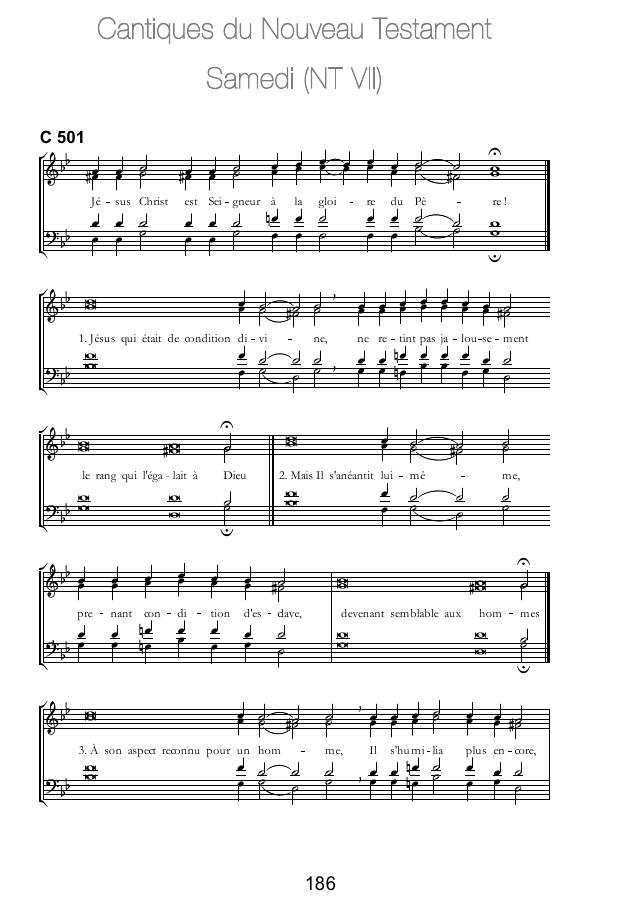 Cantiques du Nouveau Testament
Samedi (NT VII)
C 501
Jé - sus Christ est Sei - gneur à la gloi - re du Pè - re !
1. Jésus qui était de condition di - vi - ne, ne re - tint pas ja - lou - se - ment
le rang qui l'éga - lait à Dieu 2. Mais Il s'anéantit lui - mê - me,
pre - nant con - di - tion d'es - dave, devenant semblable aux hom - mes
3. À son aspect reconnu pour un hom - me, Il s'humi - lia plus en - core,
186